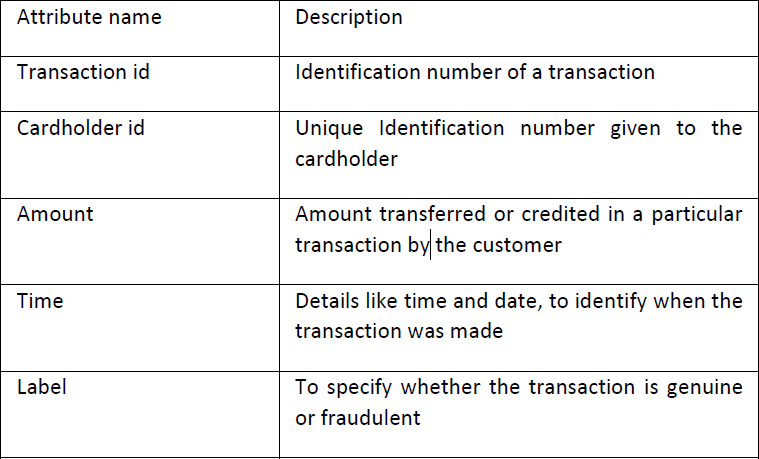 Attribute name
Description
Transaction id
Identification number of a transaction
Cardholder id
Unique Identification number given to the
cardholder
Amount
Amount transferred or credited in a particular
transaction by the customer
Time
Details like time and date, to identify when the
transaction was made
Label
To specify whether the transaction is genuine
or fraudulent